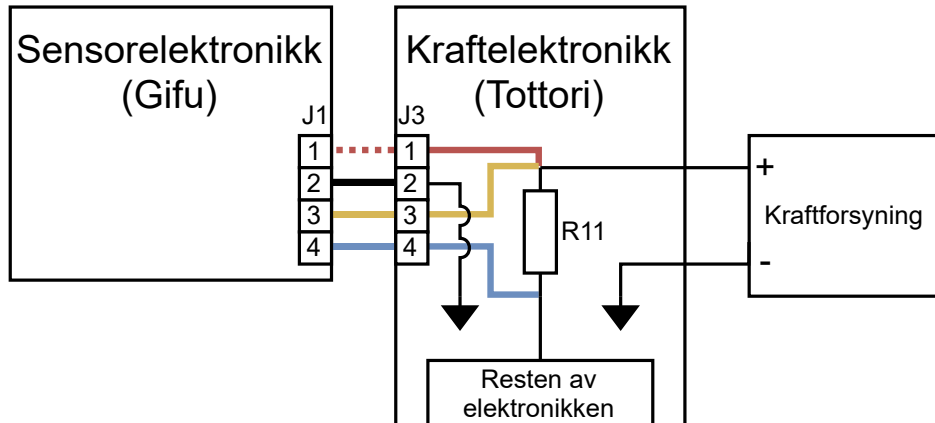 Sensorelektronikk
(Gifu)
J1
1
2
3
4
Kraftelektronikk
(Tottori)
J3
1
2
3
4
R11
Resten av
elektronikken
+
Kraftforsyning
-